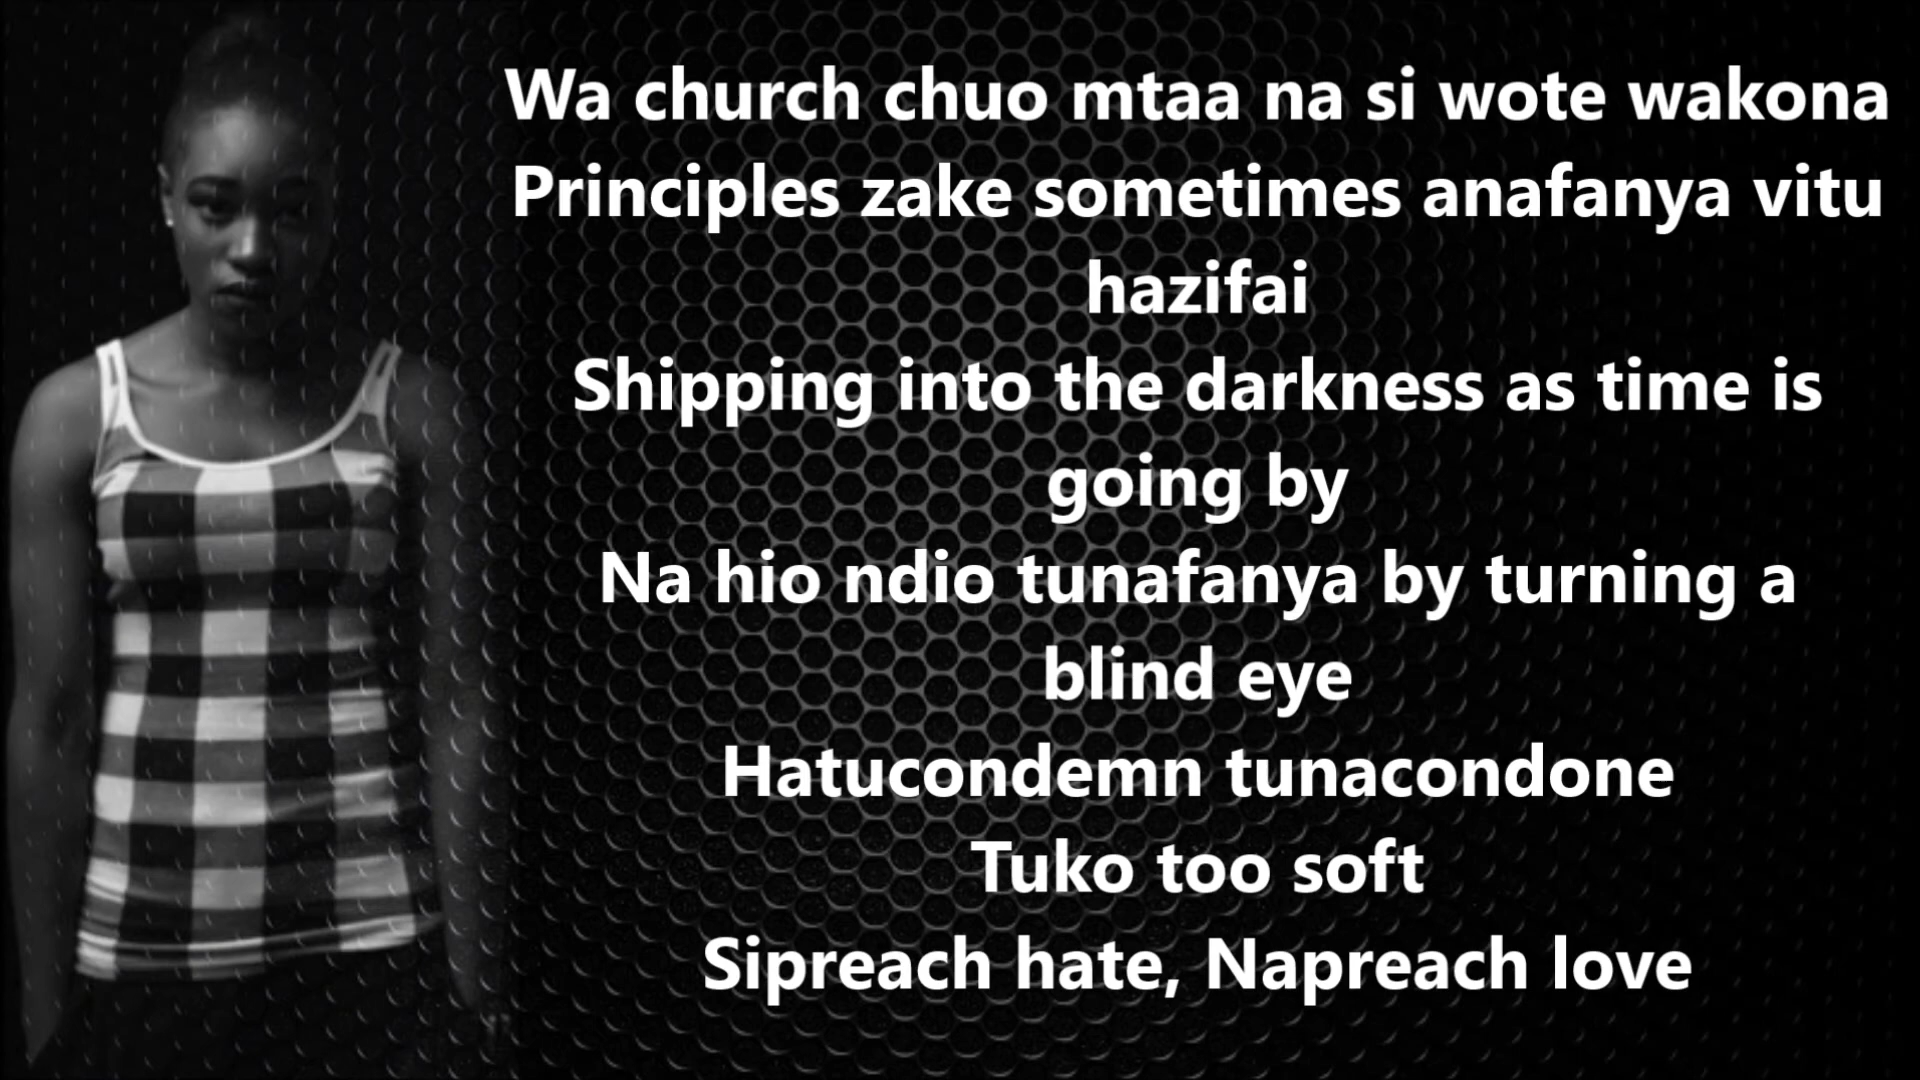 Wa church chuo mtaa na si wote wakona
Principles zake sometimes anafanya vitu
hazifai
Shipping into the darkness as time is
going by
Na hio ndio tunafanya by turning a
blind eye
Hatucondemn tunacondone
Tuko too soft
Sipreach hate, Napreach love